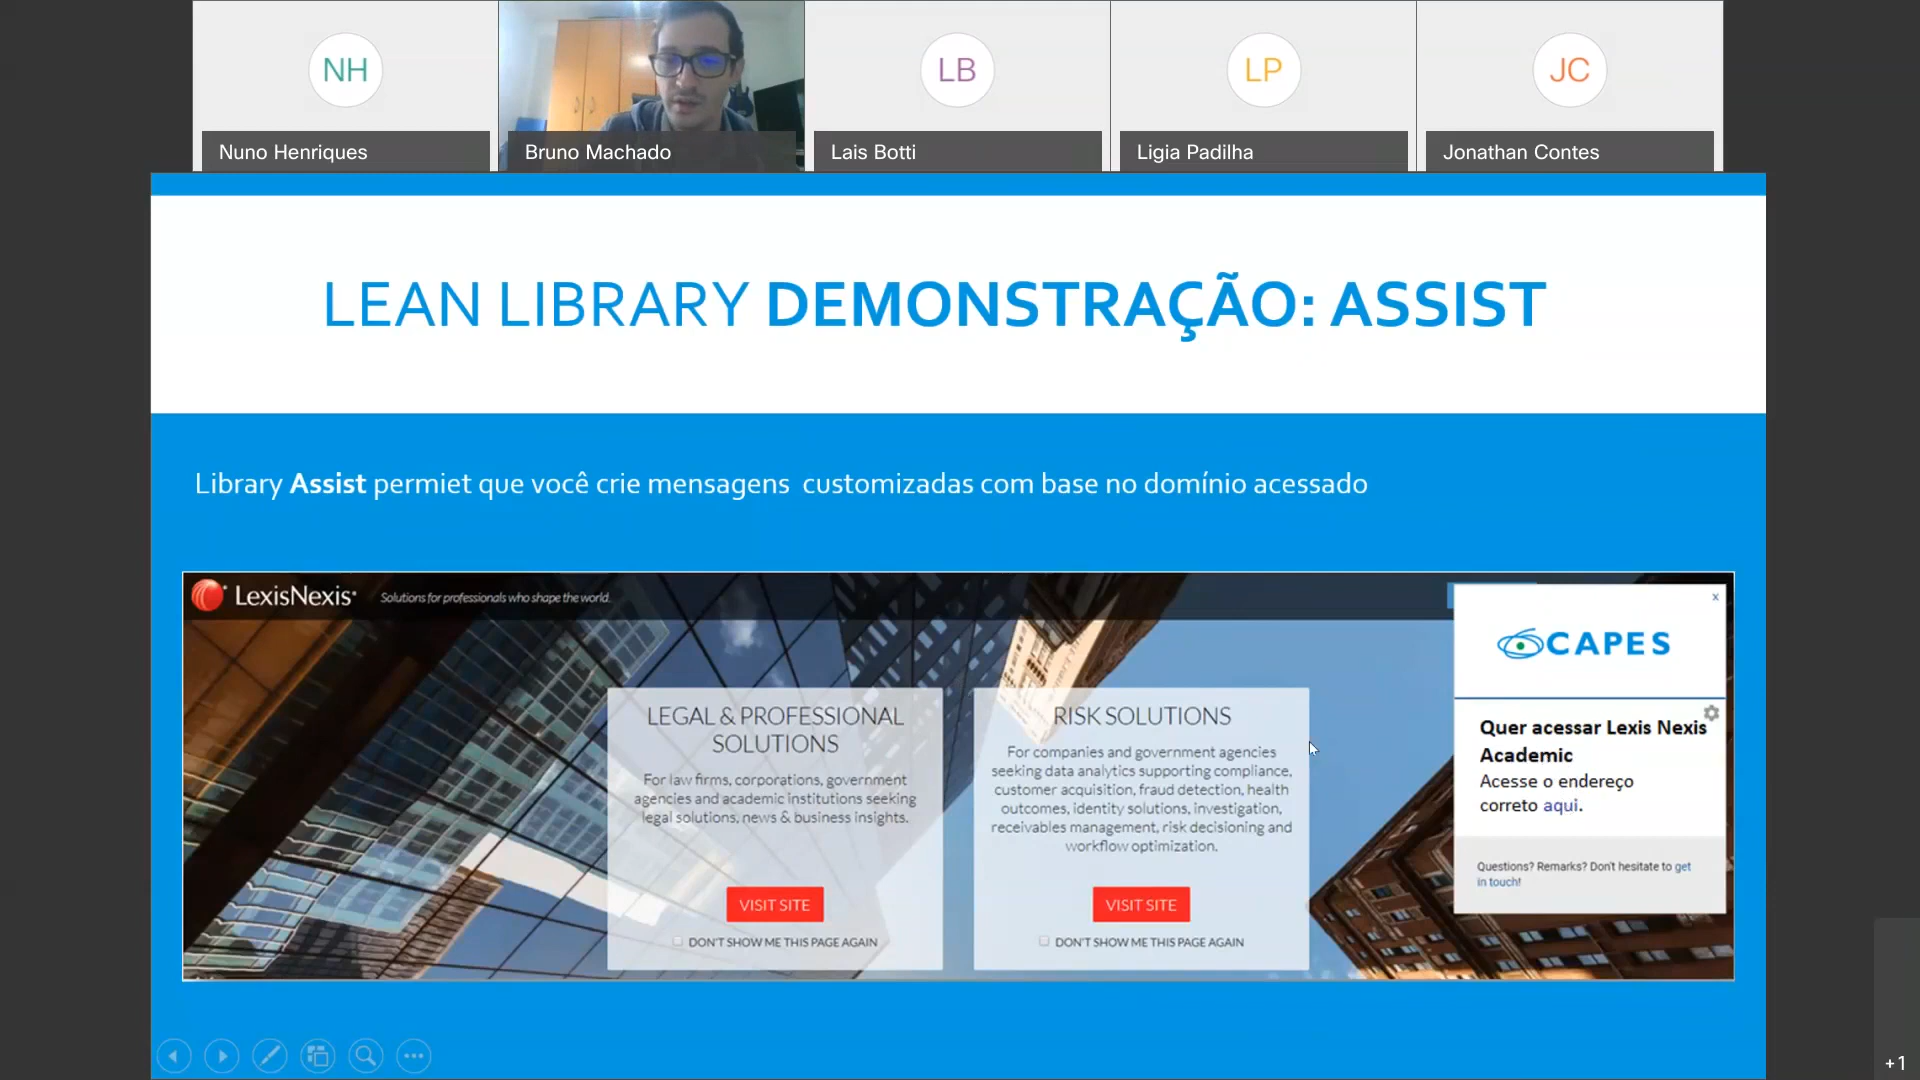 NH
LB
LP
JC
Nuno Henriques
Bruno Machado
Lais Botti
Ligia Padilha
Jonathan Contes
LEAN LIBRARY DEMONSTRAÇÃO: ASSIST
Library Assist permiet que você crie mensagens customizadas com base no domínio acessado
LexisNexis® Solutions for professionals who shape the world.
LEGAL & PROFESSIONAL
SOLUTIONS
For law firms, corporations, government
agencies and academic institutions seeking
legal solutions, news & business insights.
VISIT SITE
DON'T SHOW ME THIS PAGE AGAIN
RISK SOLUTIONS
For companies and government agencies
seeking data analytics supporting compliance,
customer acquisition, fraud detection, health
outcomes, identity solutions, investigation,
receivables management, risk decisioning and
workflow optimization.
VISIT SITE
DON'T SHOW ME THIS PAGE AGAIN
x
CAPES
Quer acessar Lexis Nexis
Academic
Acesse o endereço
correto aqui.
Questions? Remarks? Don't hesitate to get
in touch!
+1